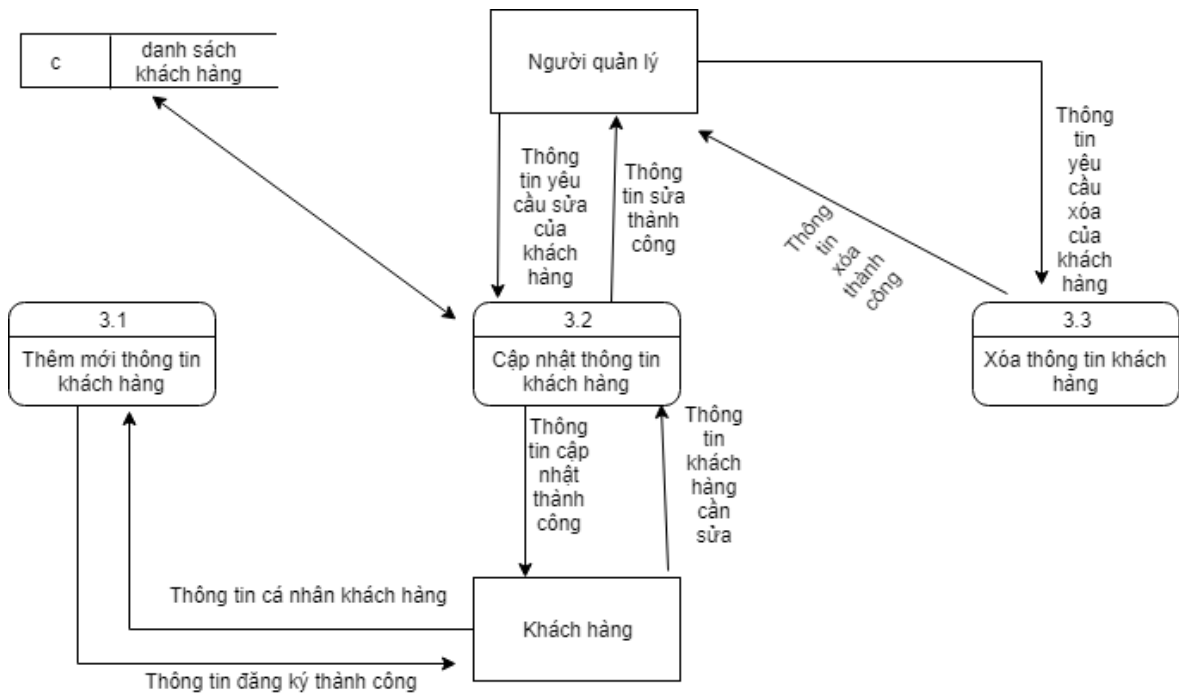 c
danh sách
khách hàng
Người quản lý
Thông
tin yêu
cầu sửa
của
khách
hàng
Thông
tin sửa
thành
công
Thông
tin
xóa
thành
công
Thông
tin
yêu
cầu
xóa
của
khách
hàng
3.1
Thêm mới thông tin
khách hàng
3.2
Cập nhật thông tin
khách hàng
3.3
Xóa thông tin khách
hàng
Thông
tin cập
nhật
thành
công
Thông
tin
khách
hàng
cần
sửa
Thông tin cá nhân khách hàng
Khách hàng
Thông tin đăng ký thành công